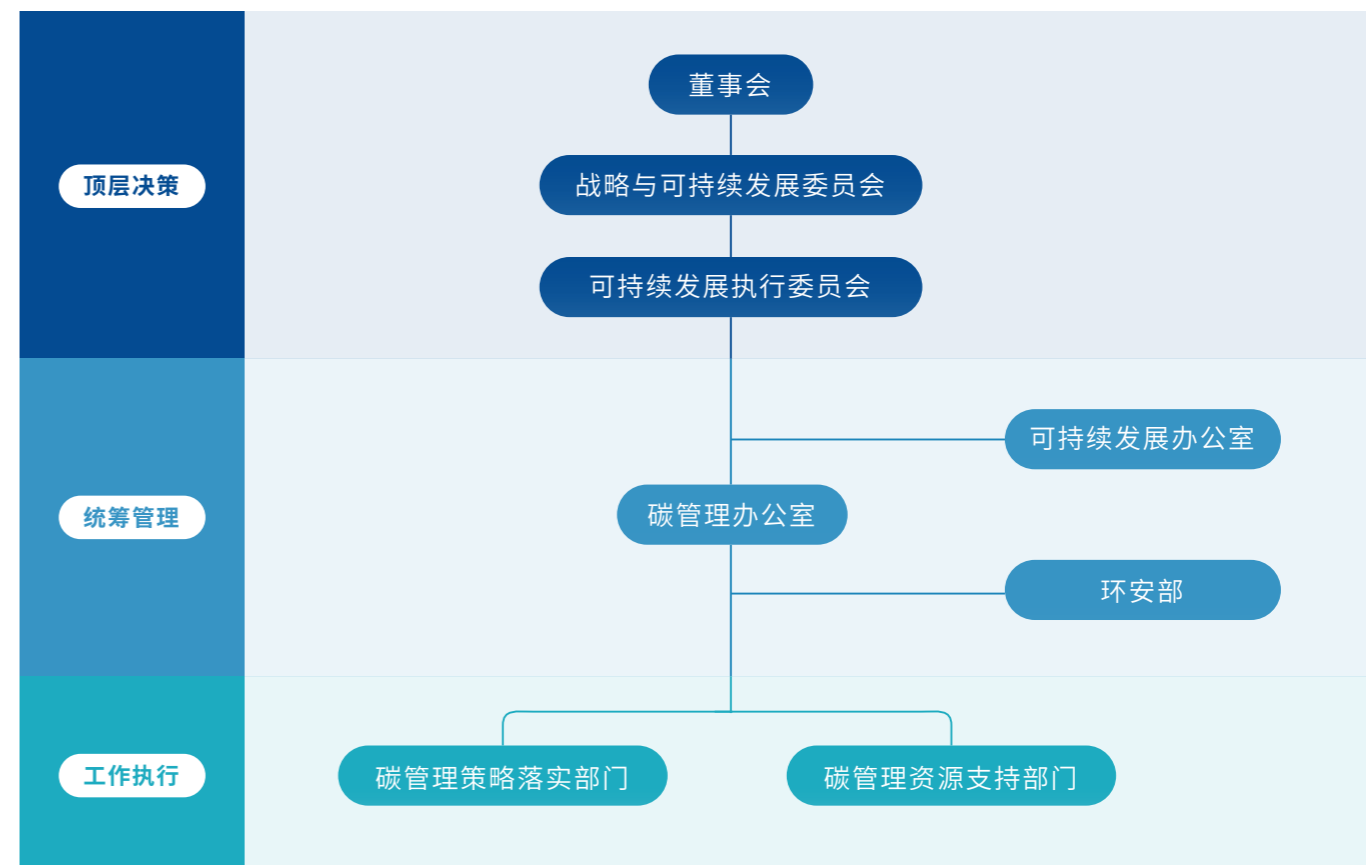 董事会
顶层决策
战略与可持续发展委员会
可持续发展执行委员会
可持续发展办公室
统筹管理
碳管理办公室
环安部
工作执行
碳管理策略落实部门
碳管理资源支持部门